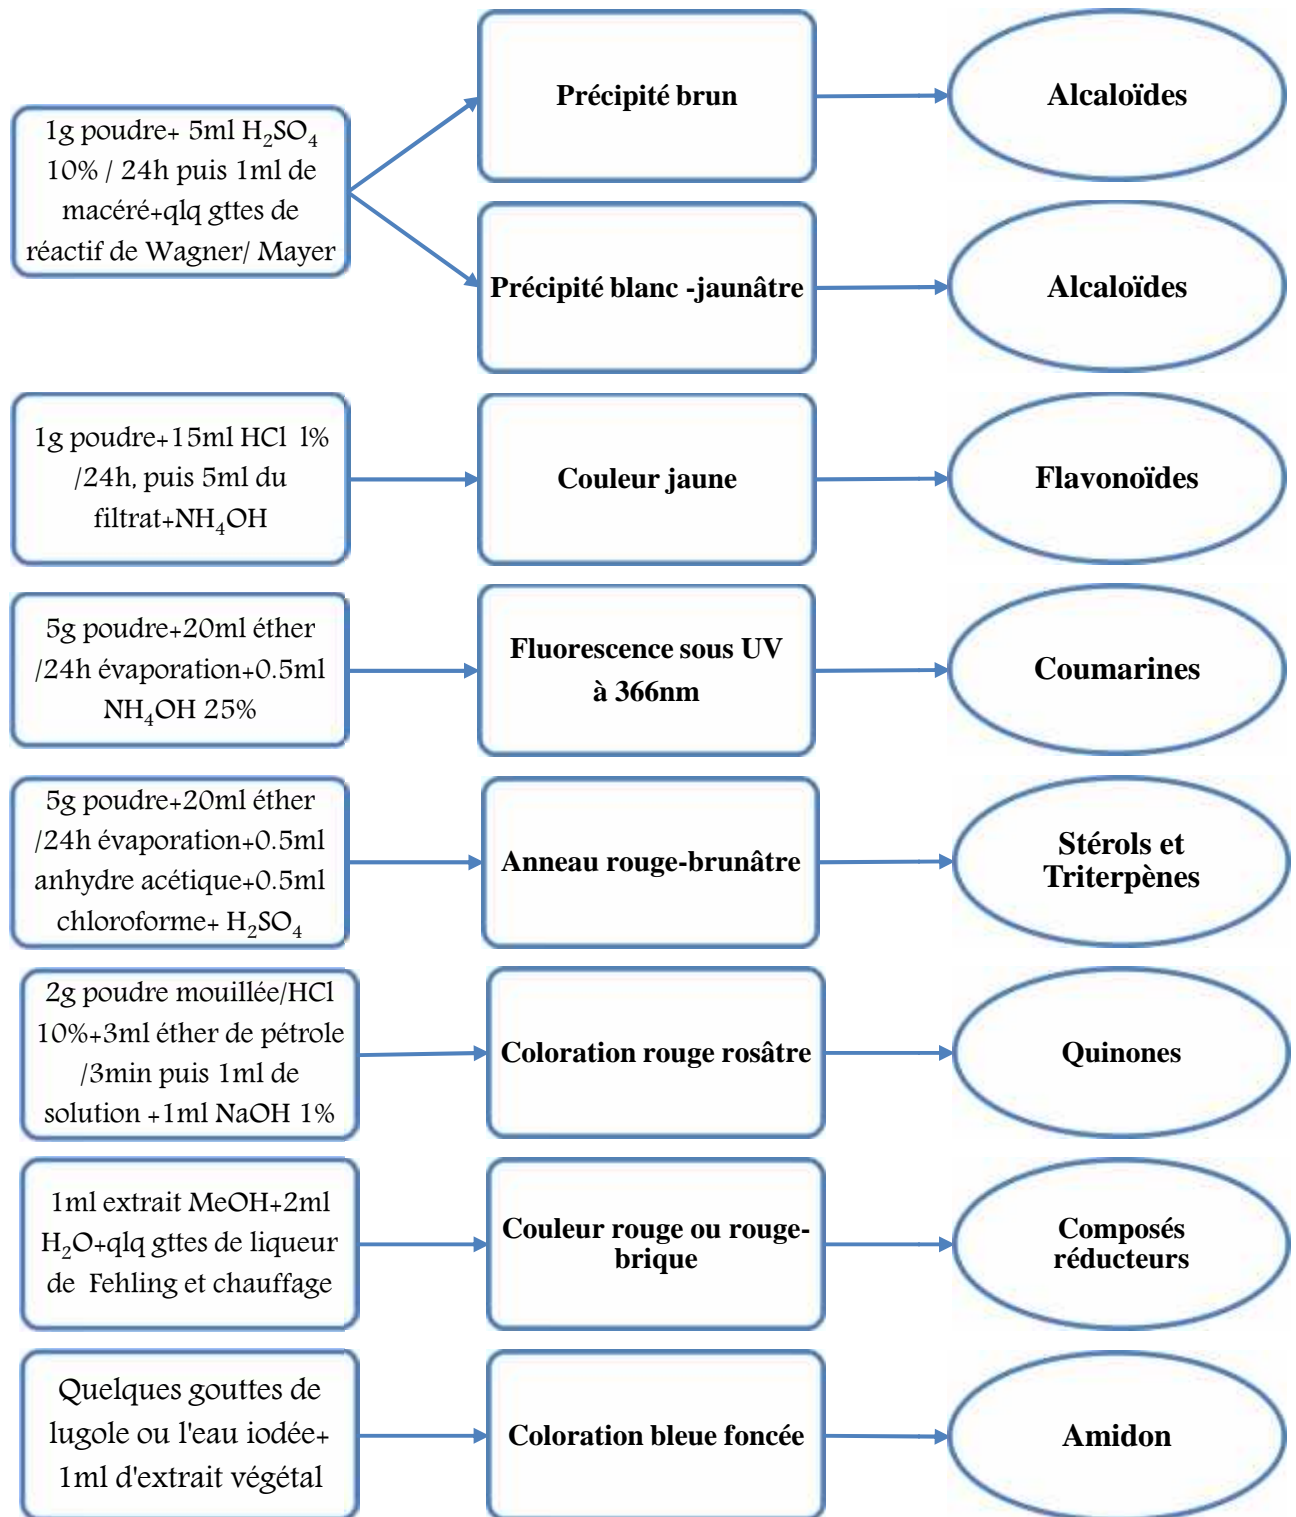 1g poudre+ 5ml H₂SO₄
10% / 24h puis 1ml de
macéré+qlq gttes de
réactif de Wagner/ Mayer
Précipité brun
Alcaloïdes
Précipité blanc -jaunâtre
Alcaloïdes
1g poudre+15ml HCl 1%
/24h, puis 5ml du
filtrat+NH₄OH
Couleur jaune
Flavonoïdes
5g poudre+20ml éther
/24h évaporation+0.5ml
NH₄OH 25%
Fluorescence sous UV
à 366nm
Coumarines
5g poudre+20ml éther
/24h évaporation+0.5ml
anhydre acétique+0.5ml
chloroforme+ H₂SO₄
Anneau rouge-brunâtre
Stérols et
Triterpènes
2g poudre mouillée/HCl
10%+3ml éther de pétrole
/3min puis 1ml de
solution +1ml NaOH 1%
Coloration rouge rosâtre
Quinones
1ml extrait MeOH+2ml
H₂O+qlq gttes de liqueur
de Fehling et chauffage
Couleur rouge ou rouge-
brique
Composés
réducteurs
Quelques gouttes de
lugole ou l'eau iodée+
1ml d'extrait végétal
Coloration bleue foncée
Amidon